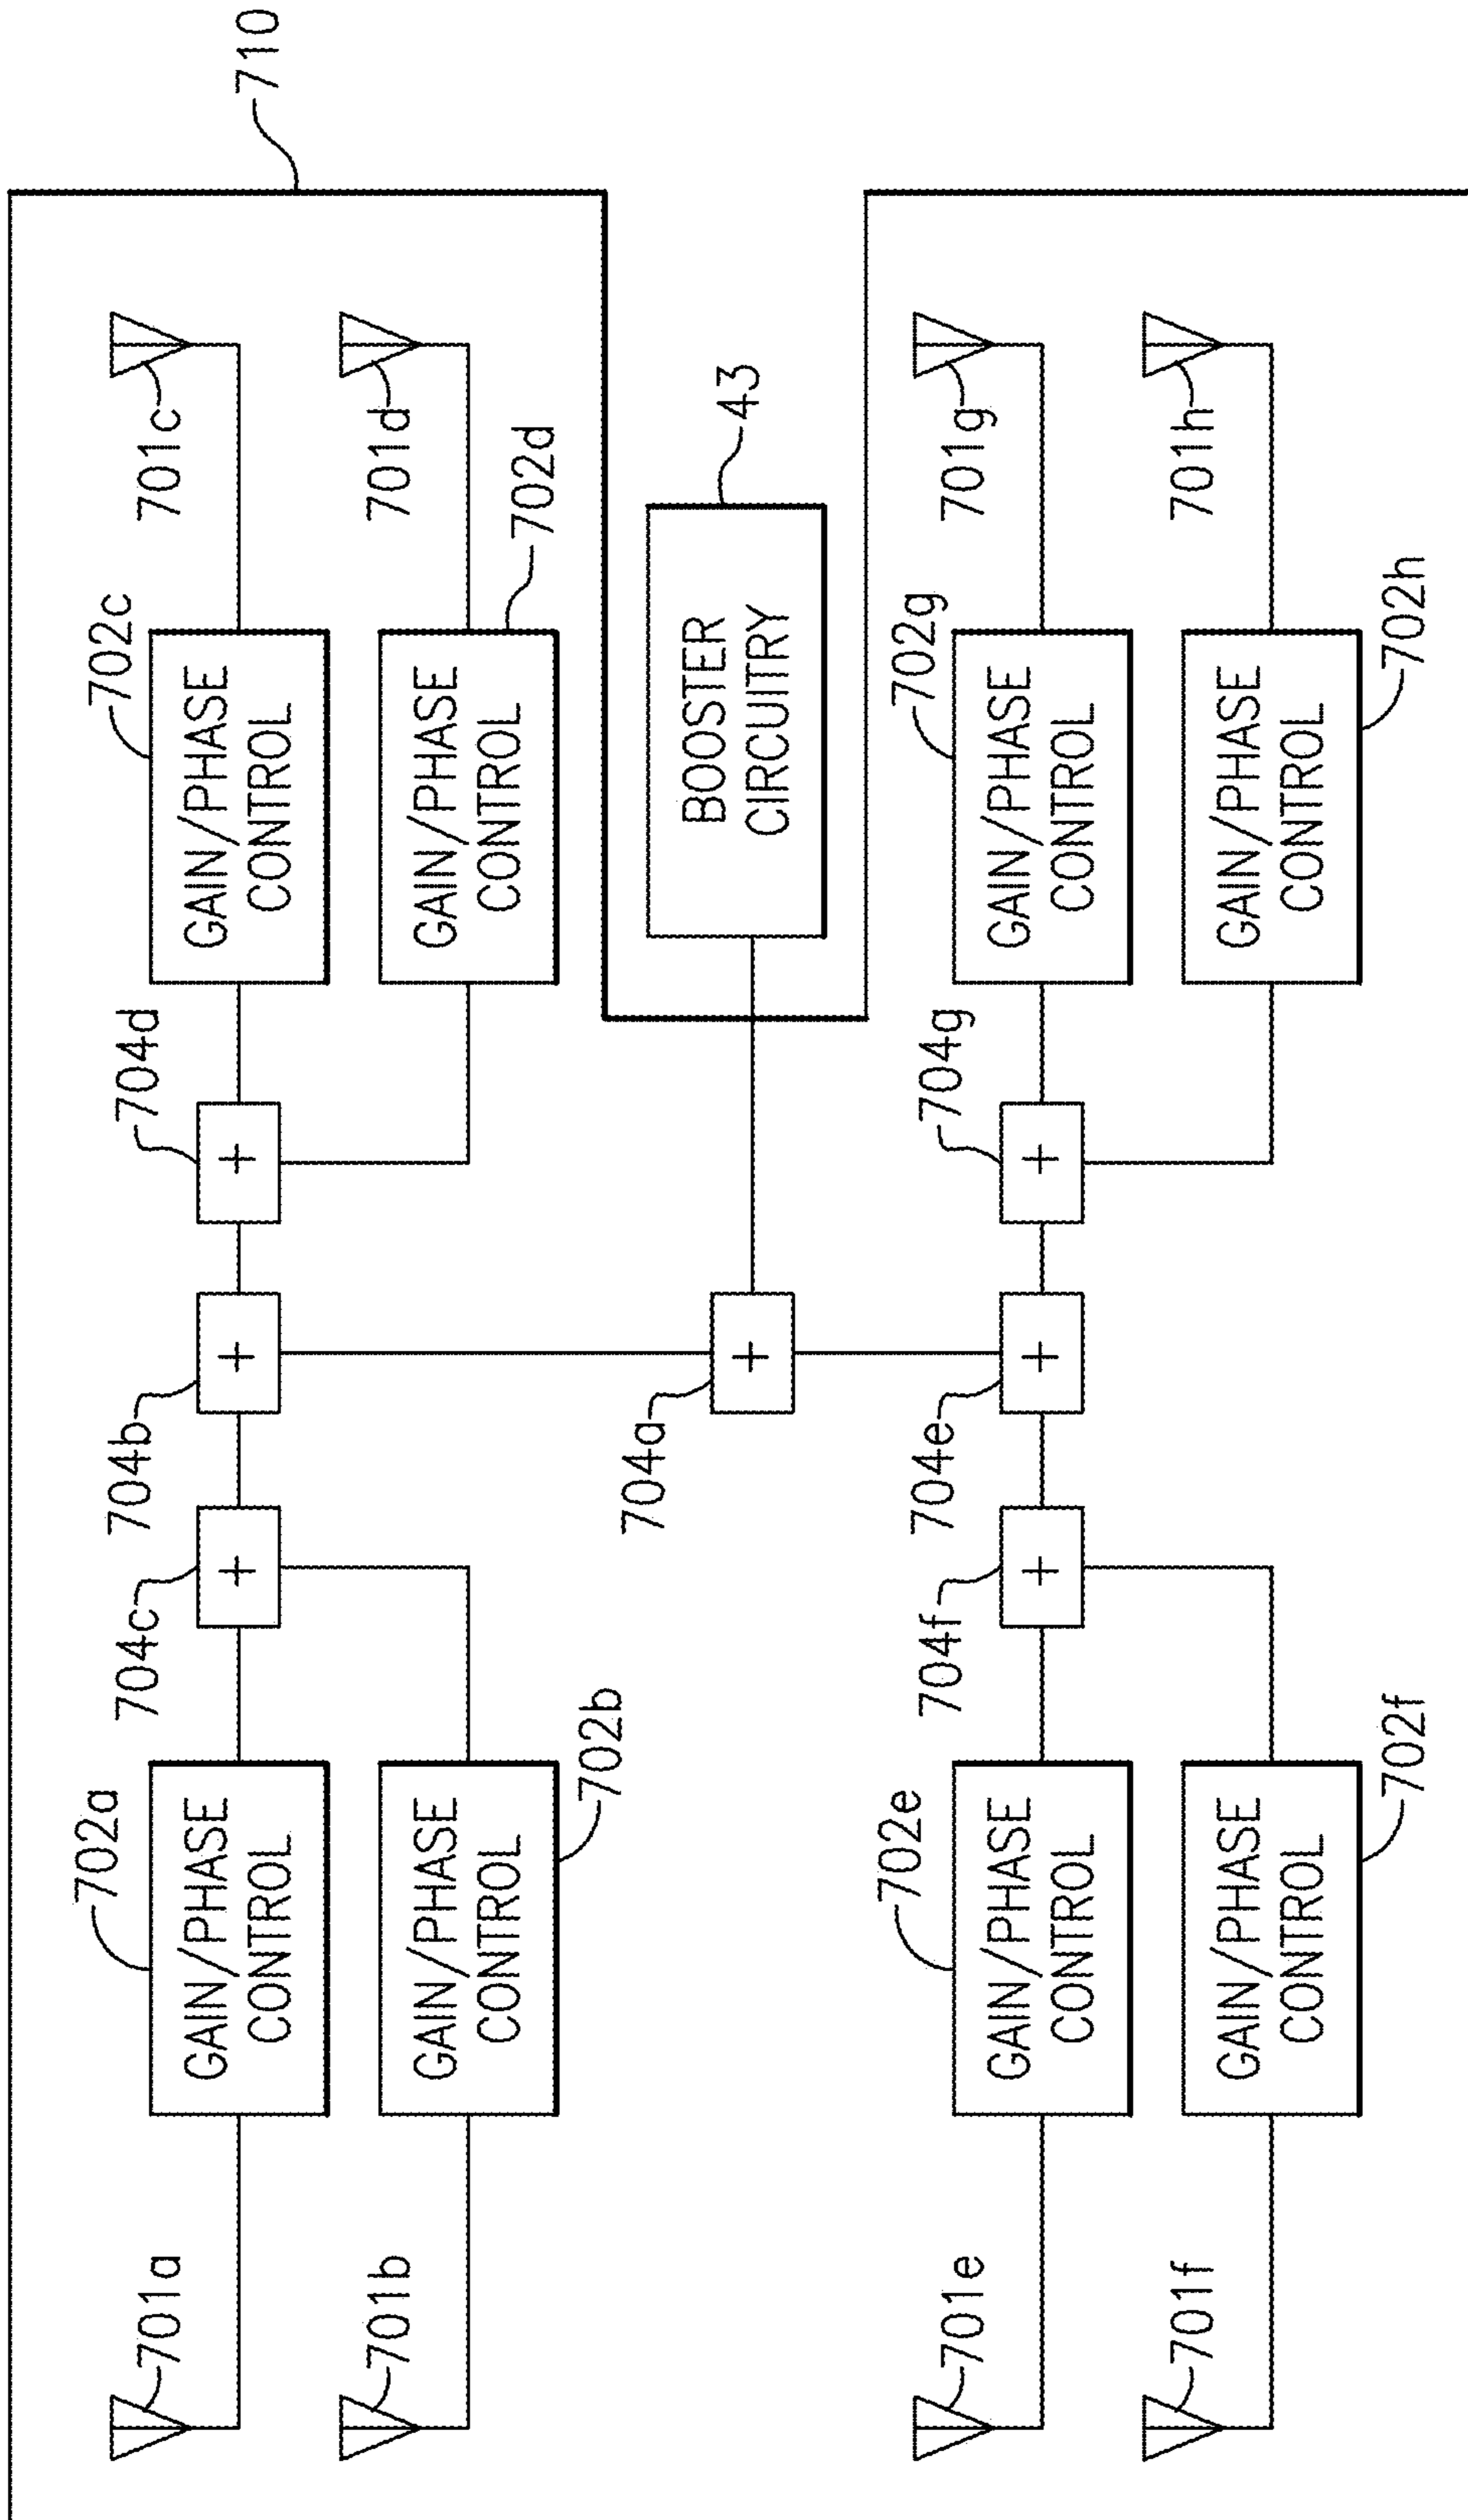 710
701c
701d
702c
GAIN/PHASE
CONTROL
702d
GAIN/PHASE
CONTROL
704d
43
BOOSTER
CIRCUITRY
701g
701h
702g
GAIN/PHASE
CONTROL
702h
GAIN/PHASE
CONTROL
704g
+
+
704b
+
704a
+
704e
+
704c
+
704f
+
702a
GAIN/PHASE
CONTROL
702b
GAIN/PHASE
CONTROL
702e
GAIN/PHASE
CONTROL
702f
GAIN/PHASE
CONTROL
701a
701b
701e
701f